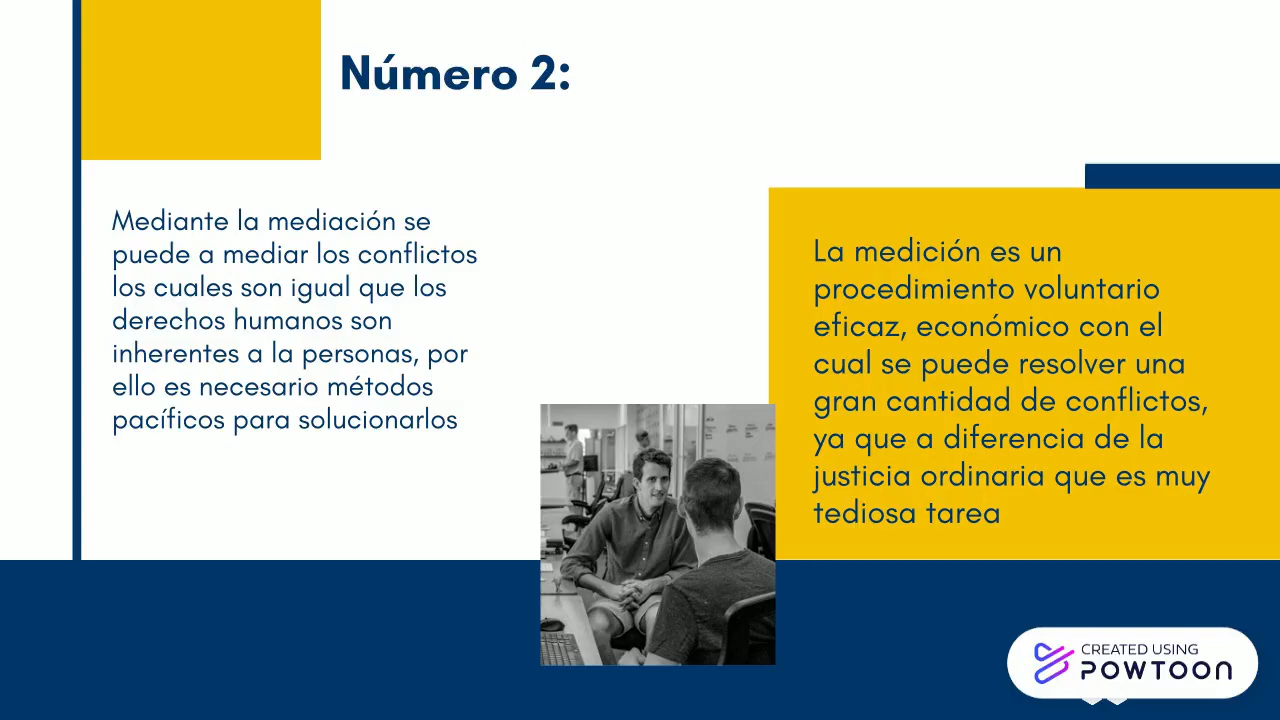 Número 2:
Mediante la mediación se
puede a mediar los conflictos
los cuales son igual que los
derechos humanos son
inherentes a la personas, por
ello es necesario métodos
pacíficos para solucionarlos
La medición es un
procedimiento voluntario
eficaz, económico con el
cual se puede resolver una
gran cantidad de conflictos,
ya que a diferencia de la
justicia ordinaria que es muy
tediosa tarea
CREATED USING
POWTOON